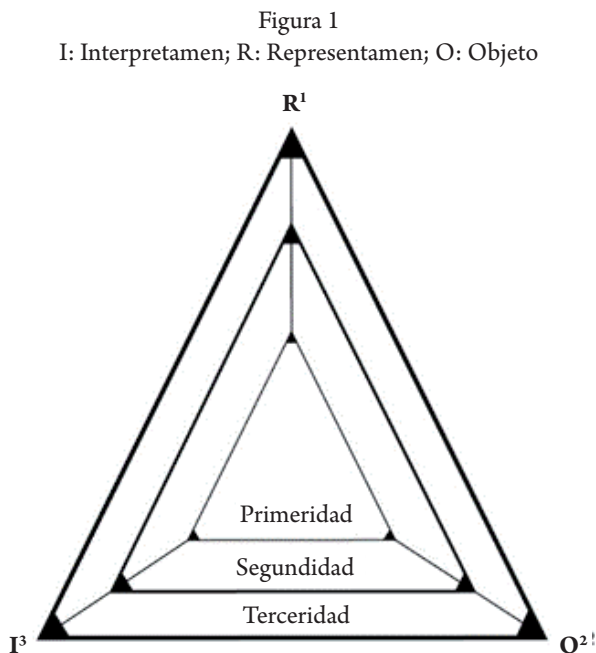 Figura 1
I: Interpretamen; R: Representamen; O: Objeto
R¹
Primeridad
Segundidad
Terceridad
I³
O²